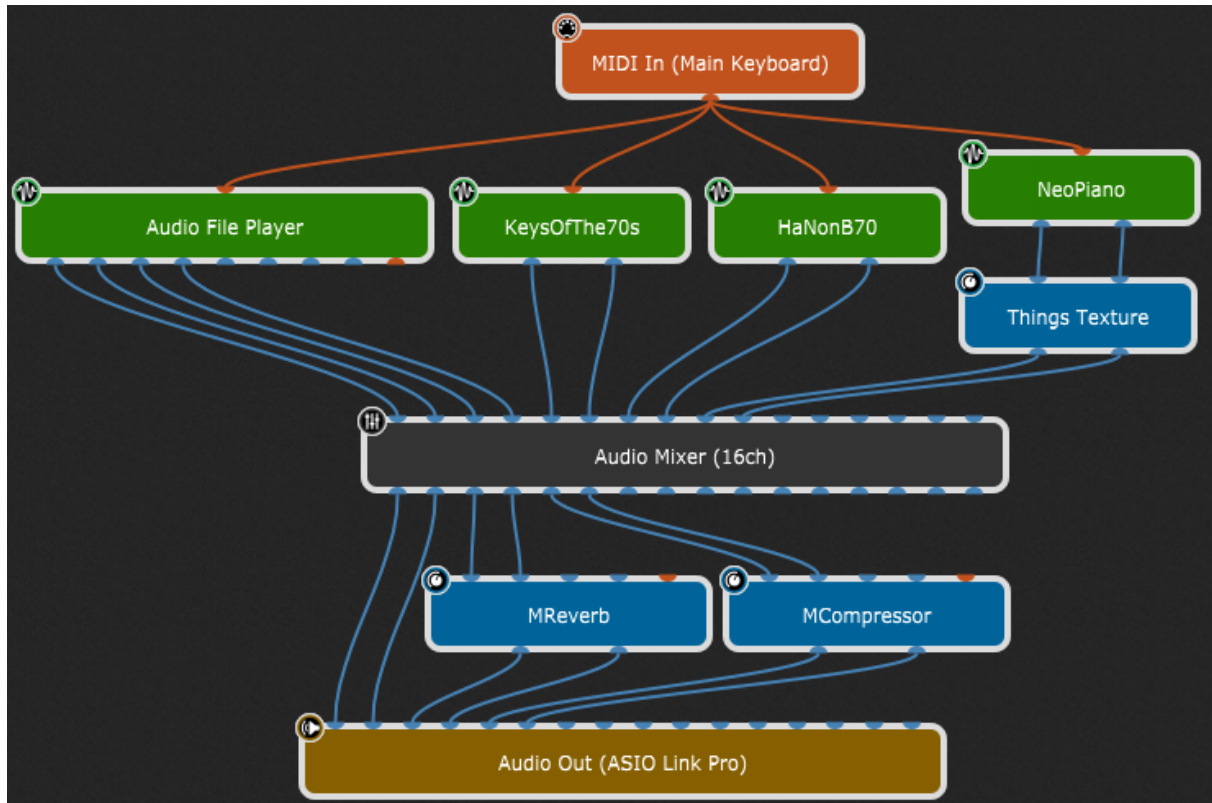 MIDI In (Main Keyboard)
NeoPiano
Audio File Player
KeysOfThe70s
HaNonB70
Things Texture
Audio Mixer (16ch)
MReverb
MCompressor
Audio Out (ASIO Link Pro)